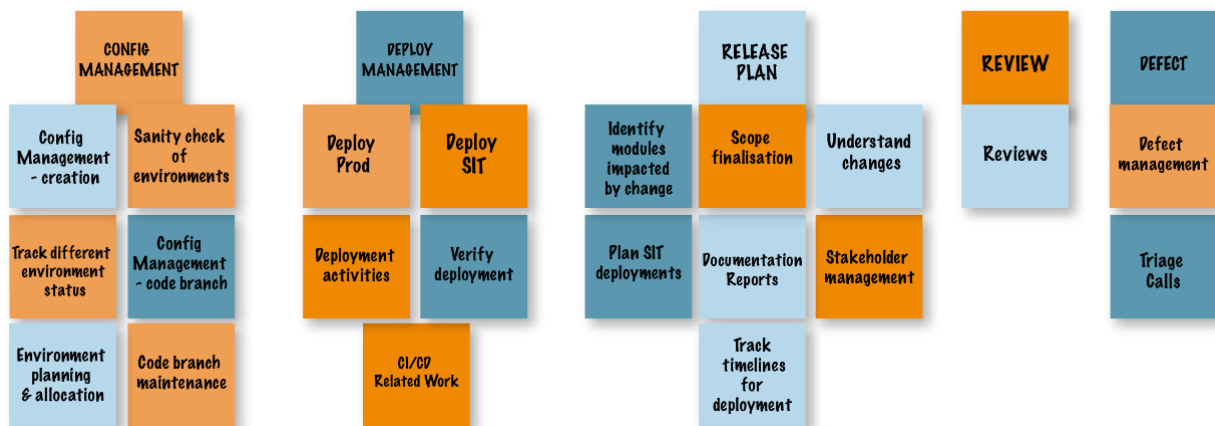 CONFIG
MANAGEMENT
Config
Management
- creation
Sanity check
of
environments
Track different
environment
status
Config
Management
- code branch
Environment
planning
& allocation
Code branch
maintenance
DEPLOY
MANAGEMENT
Deploy
Prod
Deploy
SIT
Deployment
activities
Verify
deployment
CI/CD
Related Work
RELEASE
PLAN
Identify
modules
impacted
by change
Scope
finalisation
Understand
changes
Plan SIT
deployments
Documentation
Reports
Stakeholder
management
Track
timelines
for
deployment
REVIEW
Reviews
DEFECT
Defect
management
Triage
Calls